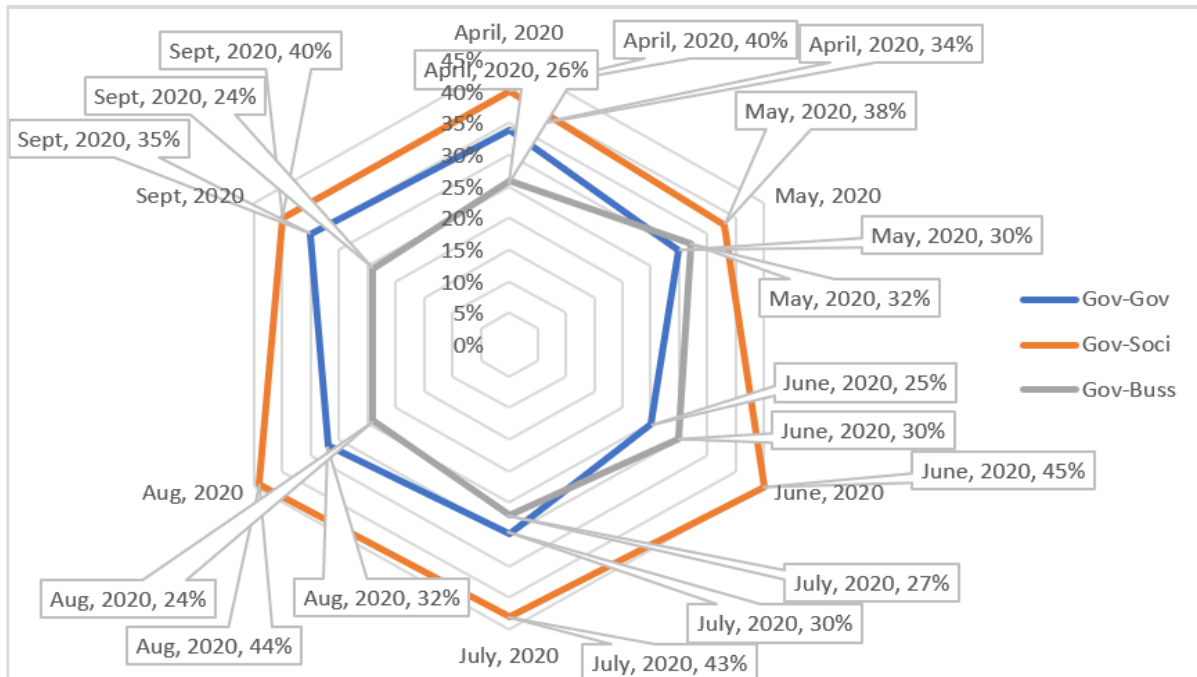 April, 2020
45%
40%
35%
30%
25%
20%
15%
10%
5%
0%
May, 2020
June, 2020
July, 2020
Aug, 2020
Sept, 2020
Sept, 2020, 40%
April, 2020, 40%
April, 2020, 34%
April, 2020, 26%
Sept, 2020, 24%
May, 2020, 38%
Sept, 2020, 35%
May, 2020, 30%
May, 2020, 32%
June, 2020, 25%
June, 2020, 30%
June, 2020, 45%
July, 2020, 27%
Aug, 2020, 24%
Aug, 2020, 32%
July, 2020, 30%
Aug, 2020, 44%
July, 2020, 43%
Gov-Gov
Gov-Soci
Gov-Buss